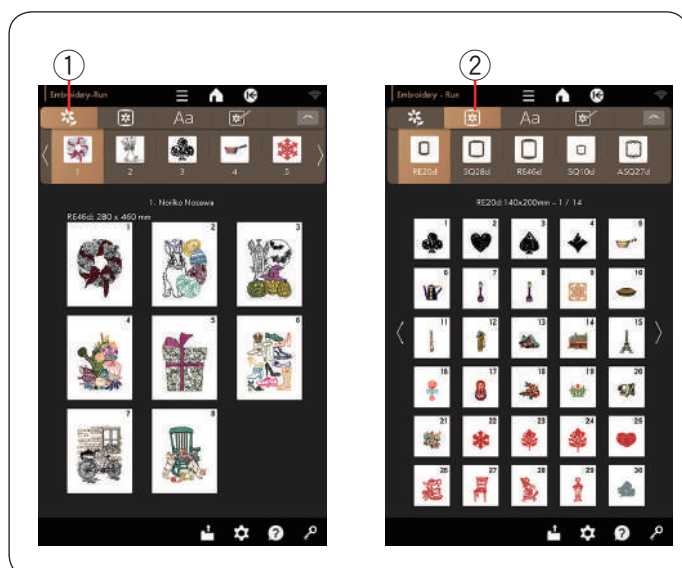 ①
②
Embroidery-Run
Aa
1 2 3 4 5
1. Noriko Nozawa
RE46d: 280 x 460 mm
1 2 3
4 5 6
7 8
Embroidery - Run
Aa
RE20d SQ28d RE46d SQ10d ASQ27d
RE20d:140x200mm - 1 / 14
1 2 3 4 5
6 7 8 9 10
11 12 13 14 15
16 17 18 19 20
21 22 23 24 25
26 27 28 29 30